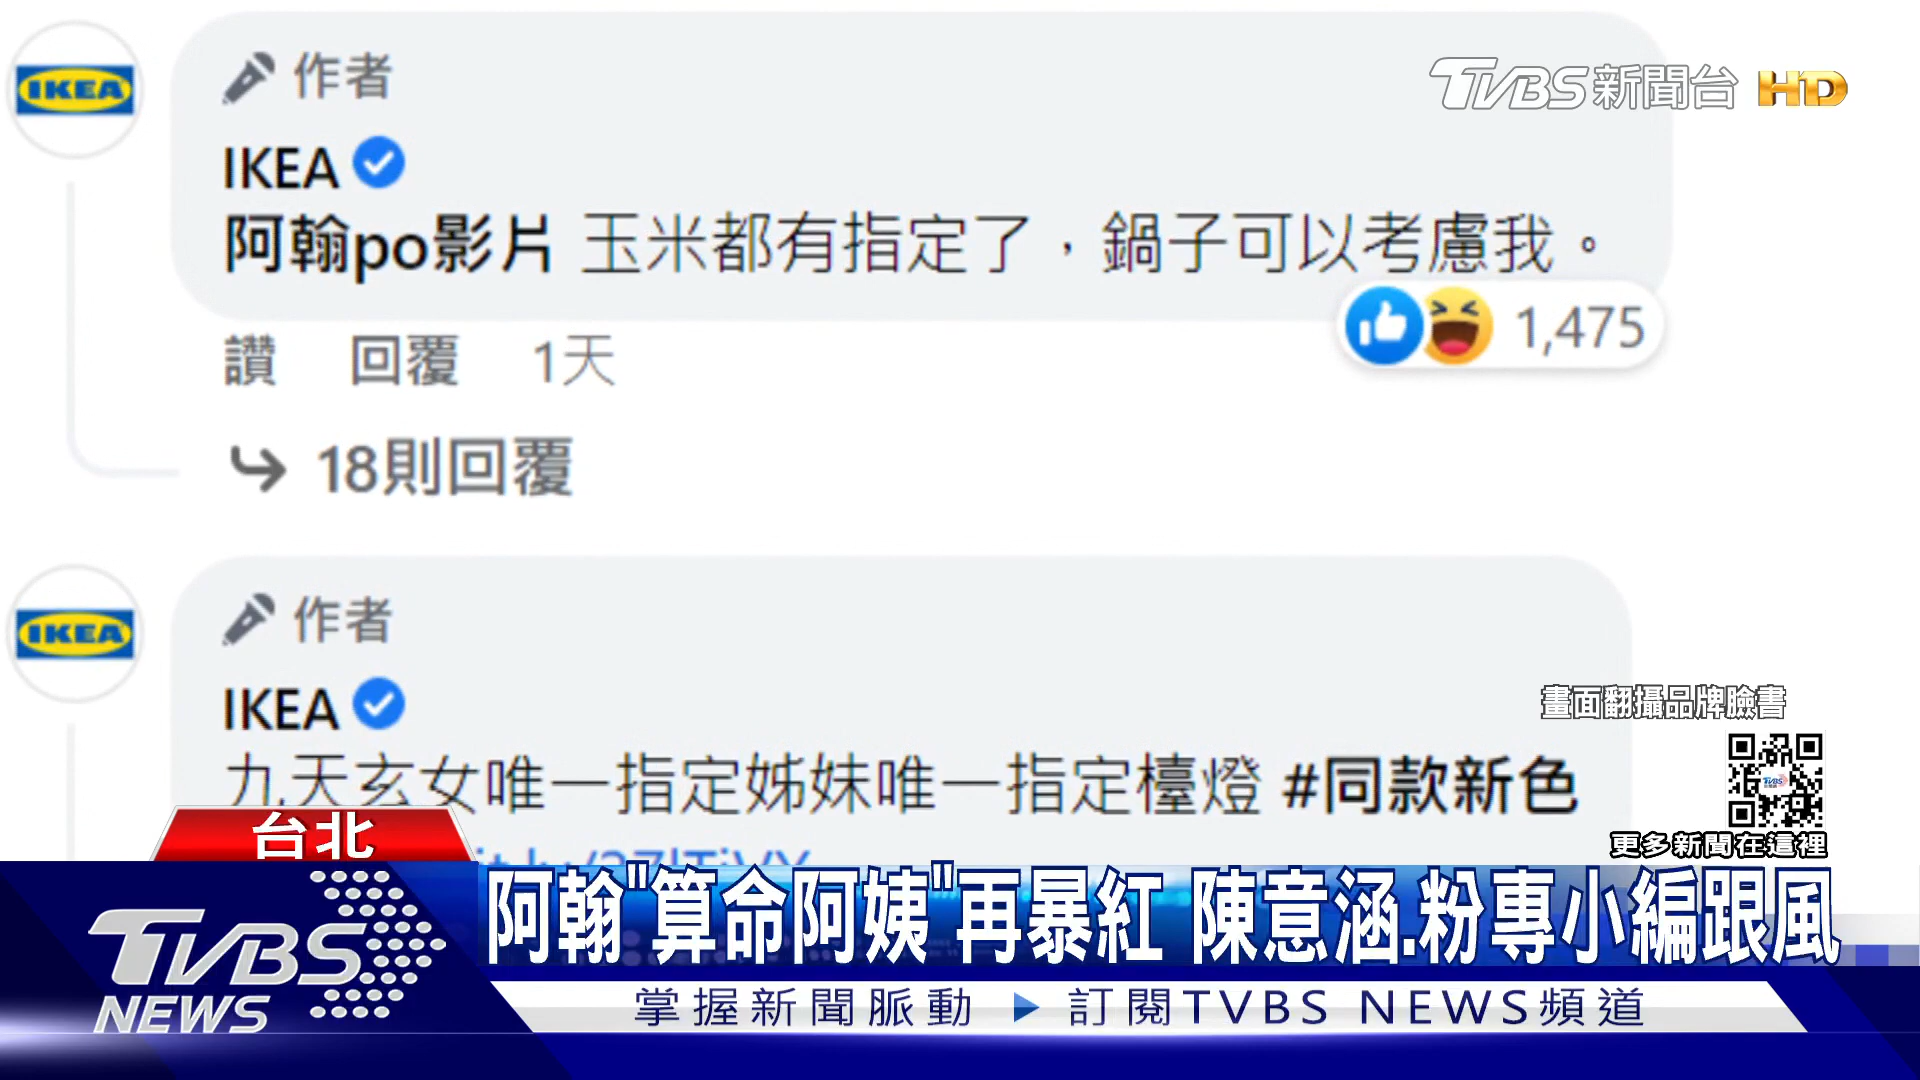 IKEA
作者
TVBS新聞台 HD
IKEA
阿翰po影片 玉米都有指定了，鍋子可以考慮我。
讚 回覆 1天
1,475
18則回覆
IKEA
作者
IKEA
九天玄女唯一指定姊妹唯一指定檯燈 #同款新色
畫面翻攝品牌臉書
TVBS
更多新聞在這裡
台北
阿翰"算命阿姨"再暴紅 陳意涵.粉專小編跟風
TVBS
NEWS
掌握新聞脈動 訂閱TVBS NEWS頻道